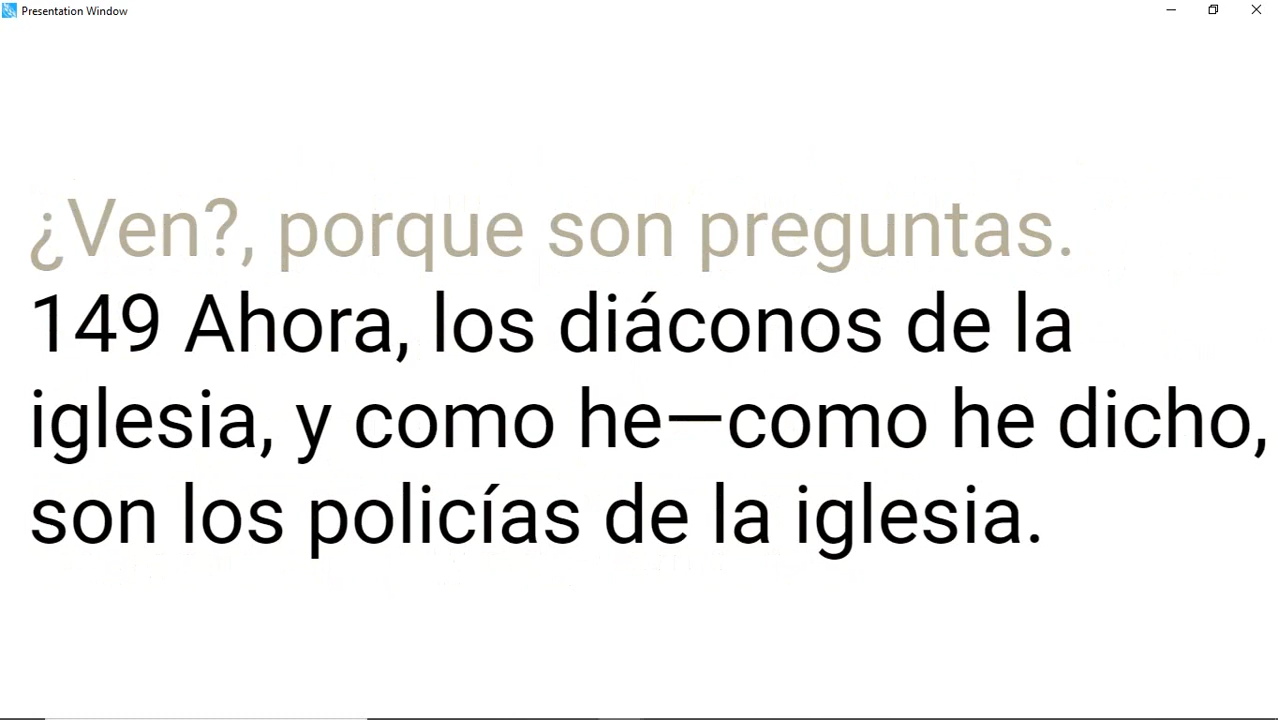 Presentation Window
¿Ven?, porque son preguntas.
149 Ahora, los diáconos de la
iglesia, y como he—como he dicho,
son los policías de la iglesia.